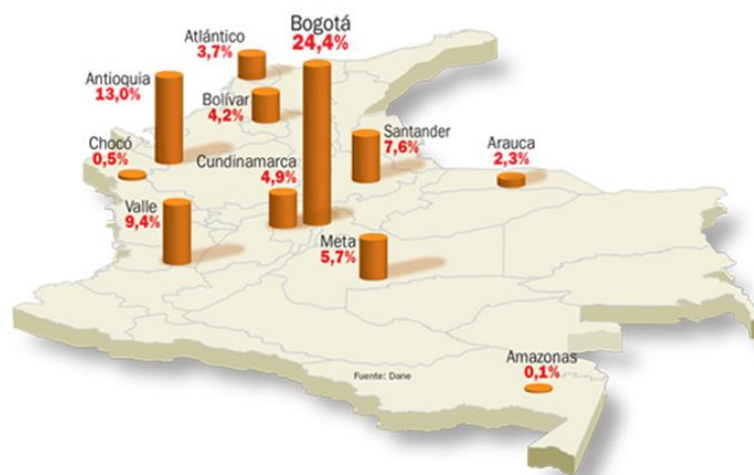 Bogotá
24,4%
Atlántico
3,7%
Antioquia
13,0%
Bolívar
4,2%
Santander
7,6%
Arauca
2,3%
Chocó
0,5%
Cundinamarca
4,9%
Valle
9,4%
Meta
5,7%
Amazonas
0,1%
Fuente: Dane